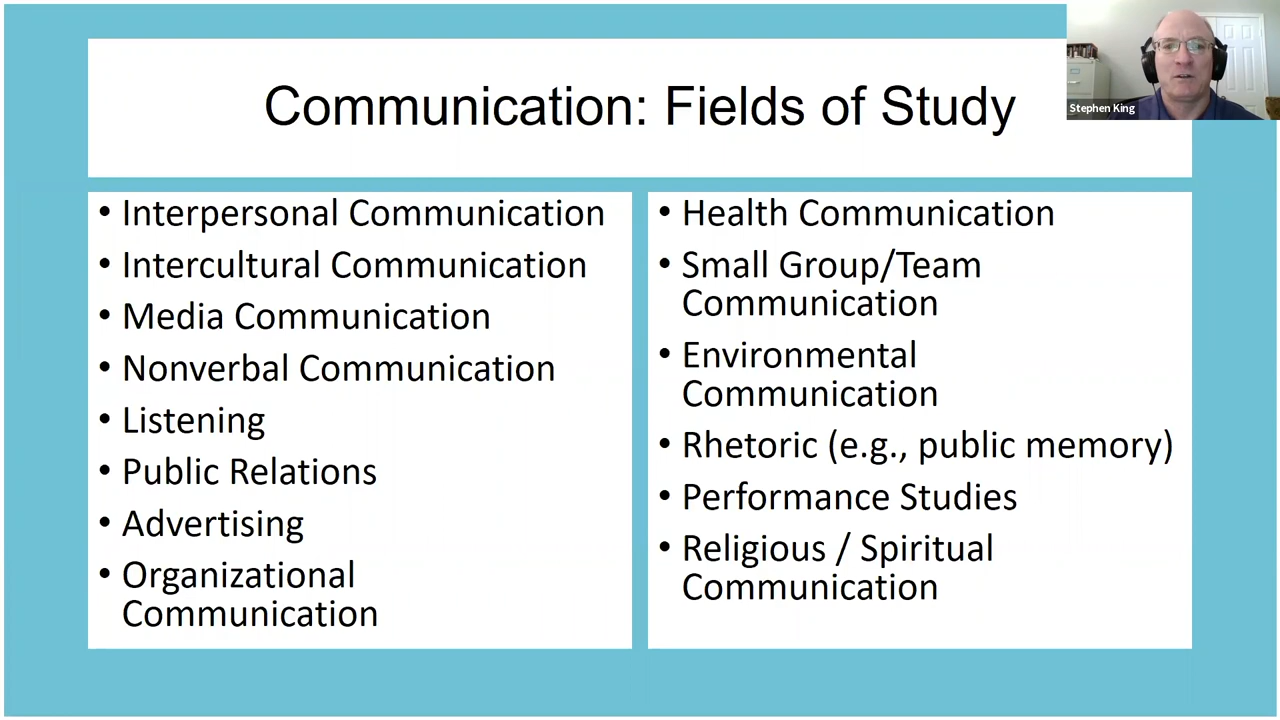 Communication: Fields of Study
Stephen King
• Interpersonal Communication
• Intercultural Communication
• Media Communication
• Nonverbal Communication
• Listening
• Public Relations
• Advertising
• Organizational
Communication
• Health Communication
• Small Group/Team
Communication
• Environmental
Communication
• Rhetoric (e.g., public memory)
• Performance Studies
• Religious / Spiritual
Communication